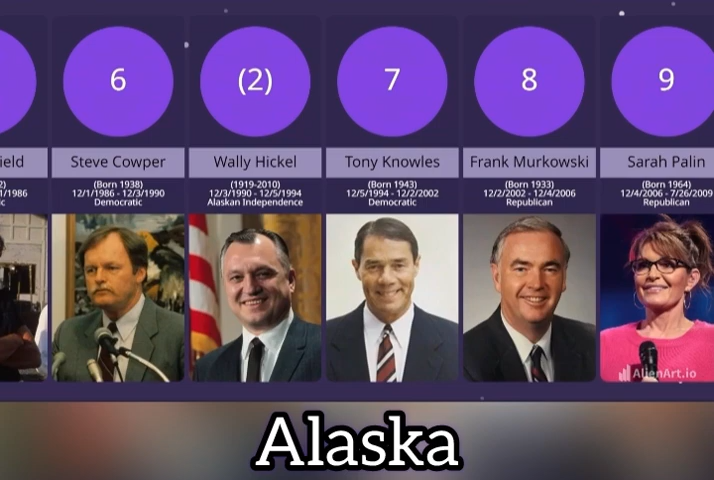 6
(2)
7
8
9
ield
Steve Cowper
Wally Hickel
Tony Knowles
Frank Murkowski
Sarah Palin
2)
1/1986
c
(Born 1938)
12/1/1986 - 12/3/1990
Democratic
(1919-2010)
12/3/1990 - 12/5/1994
Alaskan Independence
(Born 1943)
12/5/1994 - 12/2/2002
Democratic
(Born 1933)
12/2/2002 - 12/4/2006
Republican
(Born 1964)
12/4/2006 - 7/26/2009
Republican
AlienArt.io
Alaska